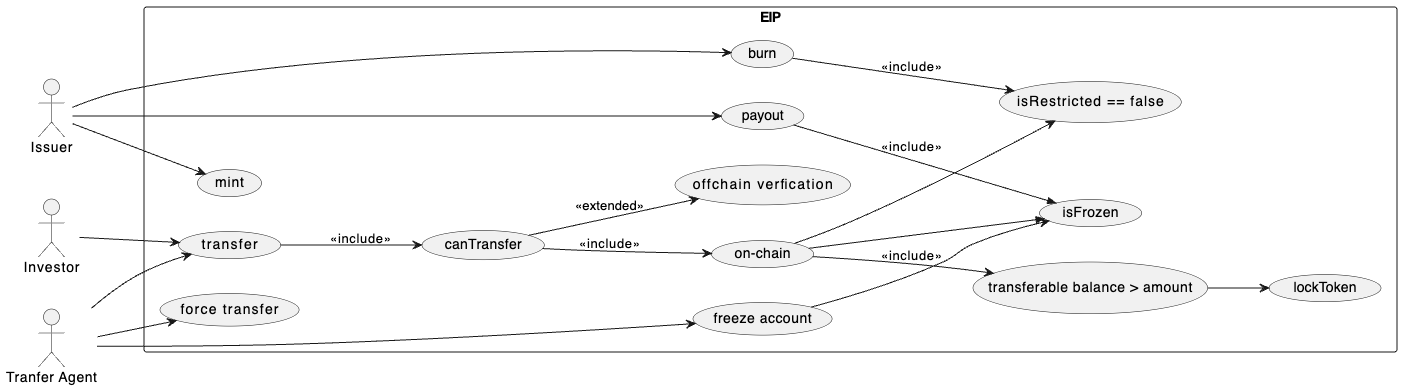 EIP
burn
«include»
isRestricted == false
Issuer
payout
«include»
mint
offchain verfication
«extended»
isFrozen
Investor
transfer
«include»
canTransfer
«include»
on-chain
«include»
transferable balance > amount
lockToken
force transfer
freeze account
Tranfer Agent